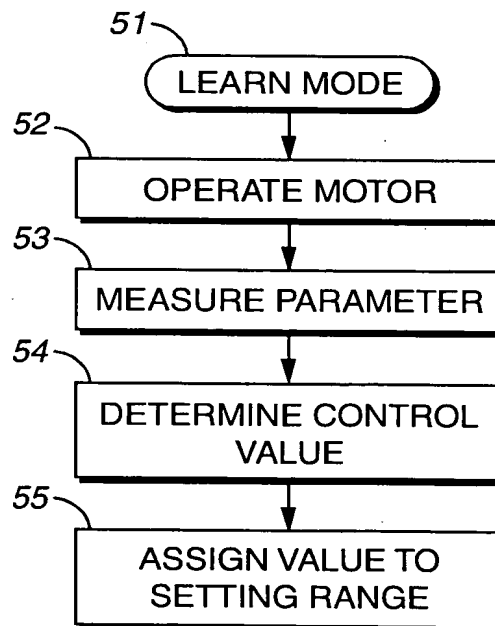 51
LEARN MODE
52
OPERATE MOTOR
53
MEASURE PARAMETER
54
DETERMINE CONTROL
VALUE
55
ASSIGN VALUE TO
SETTING RANGE